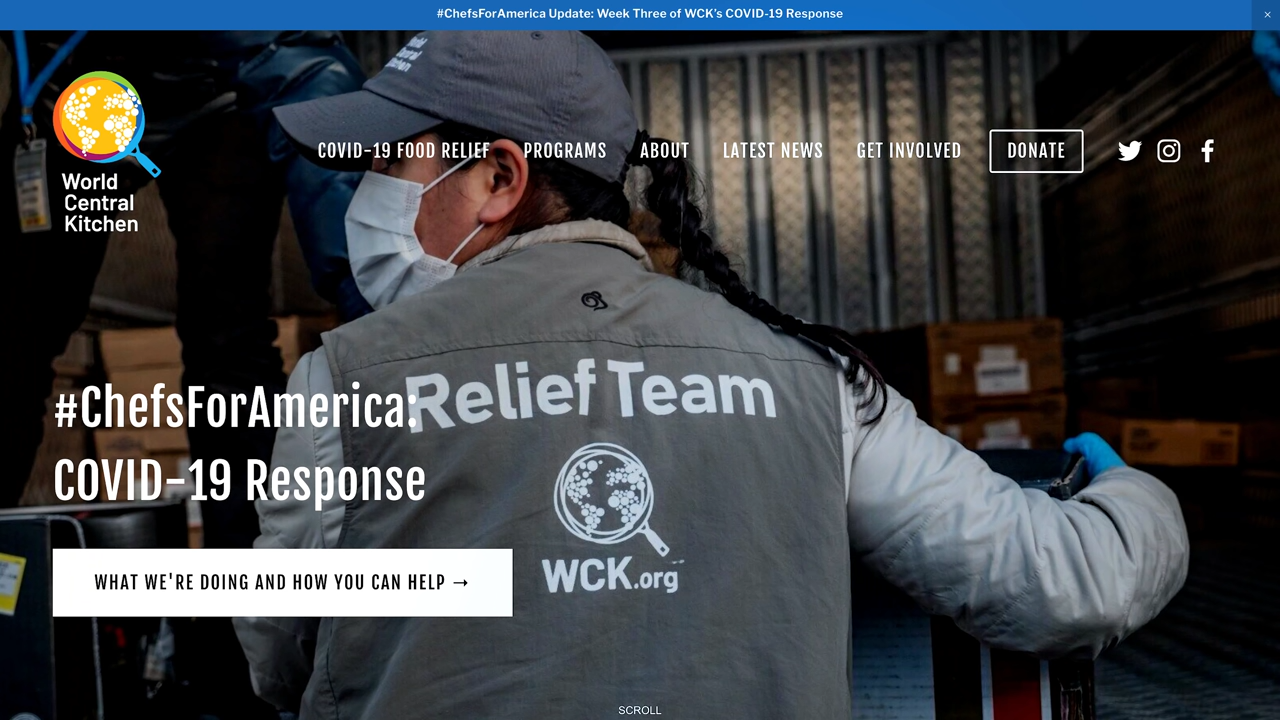 #ChefsForAmerica Update: Week Three of WCK's COVID-19 Response
World
Central
Kitchen
COVID-19 FOOD RELIEF
PROGRAMS
ABOUT
LATEST NEWS
GET INVOLVED
DONATE
Relief Team
WCK.org
#ChefsForAmerica:
COVID-19 Response
WHAT WE'RE DOING AND HOW YOU CAN HELP →
SCROLL